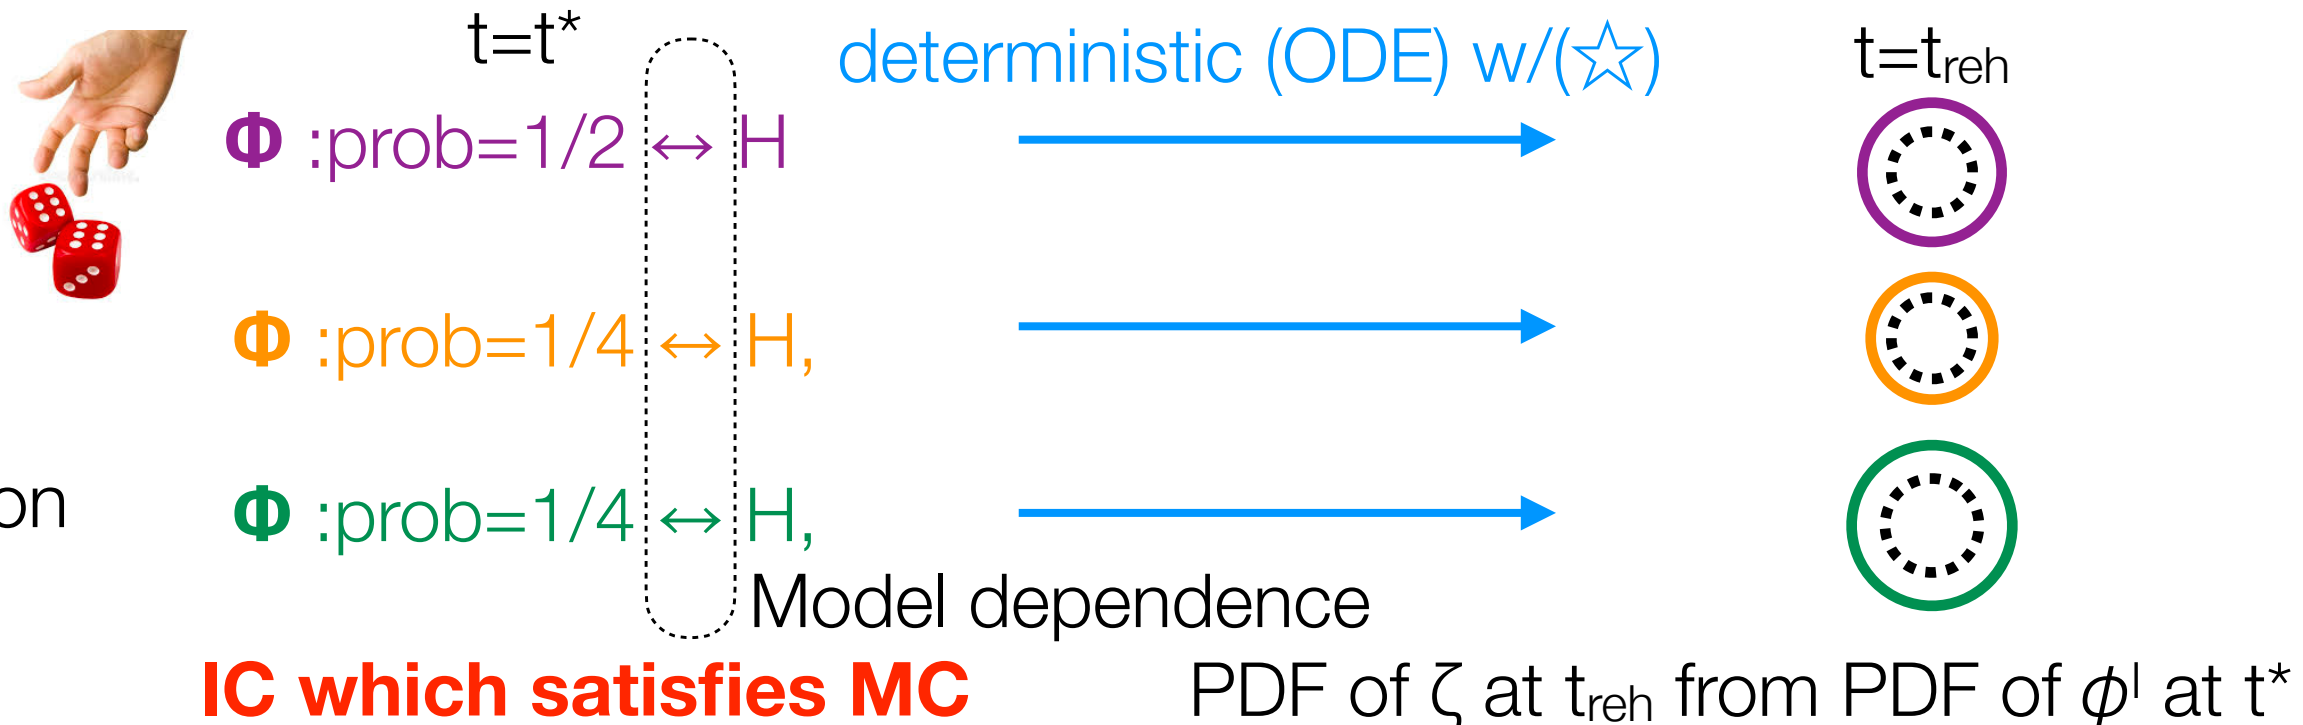 t=t* deterministic (ODE) w/(☆) t=treh
Φ :prob=1/2 ↔ H
Φ :prob=1/4 ↔ H,
on Φ :prob=1/4 ↔ H,
Model dependence
IC which satisfies MC PDF of ζ at treh from PDF of ϕI at t*